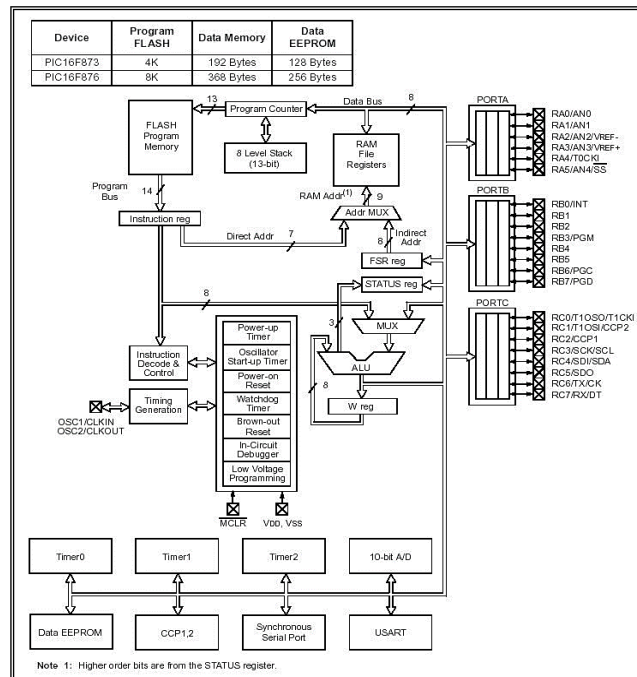 Device Program FLASH Data Memory Data EEPROM
PIC16F873 4K 192 Bytes 128 Bytes
PIC16F876 8K 368 Bytes 256 Bytes
13
Program Counter
Data Bus
8
PORTA
RA0/AN0
RA1/AN1
RA2/AN2/VREF-
RA3/AN3/VREF+
RA4/T0CKI
RA5/AN4/SS
FLASH
Program
Memory
8 Level Stack
(13-bit)
RAM
File
Registers
Program
Bus
14
RAM Addr(1)
9
PORTB
RB0/INT
RB1
RB2
RB3/PGM
RB4
RB5
RB6/PGC
RB7/PGD
Instruction reg
Addr MUX
Direct Addr
7
8
Indirect
Addr
FSR reg
STATUS reg
8
PORTC
RC0/T1OSO/T1CKI
RC1/T1OSI/CCP2
RC2/CCP1
RC3/SCK/SCL
RC4/SDI/SDA
RC5/SDO
RC6/TX/CK
RC7/RX/DT
3
MUX
Power-up
Timer
Oscillator
Start-up Timer
Power-on
Reset
Watchdog
Timer
Brown-out
Reset
In-Circuit
Debugger
Low Voltage
Programming
Instruction
Decode &
Control
ALU
8
W reg
Timing
Generation
OSC1/CLKIN
OSC2/CLKOUT
MCLR
VDD, VSS
Timer0
Timer1
Timer2
10-bit A/D
Data EEPROM
CCP1,2
Synchronous
Serial Port
USART
Note 1: Higher order bits are from the STATUS register.